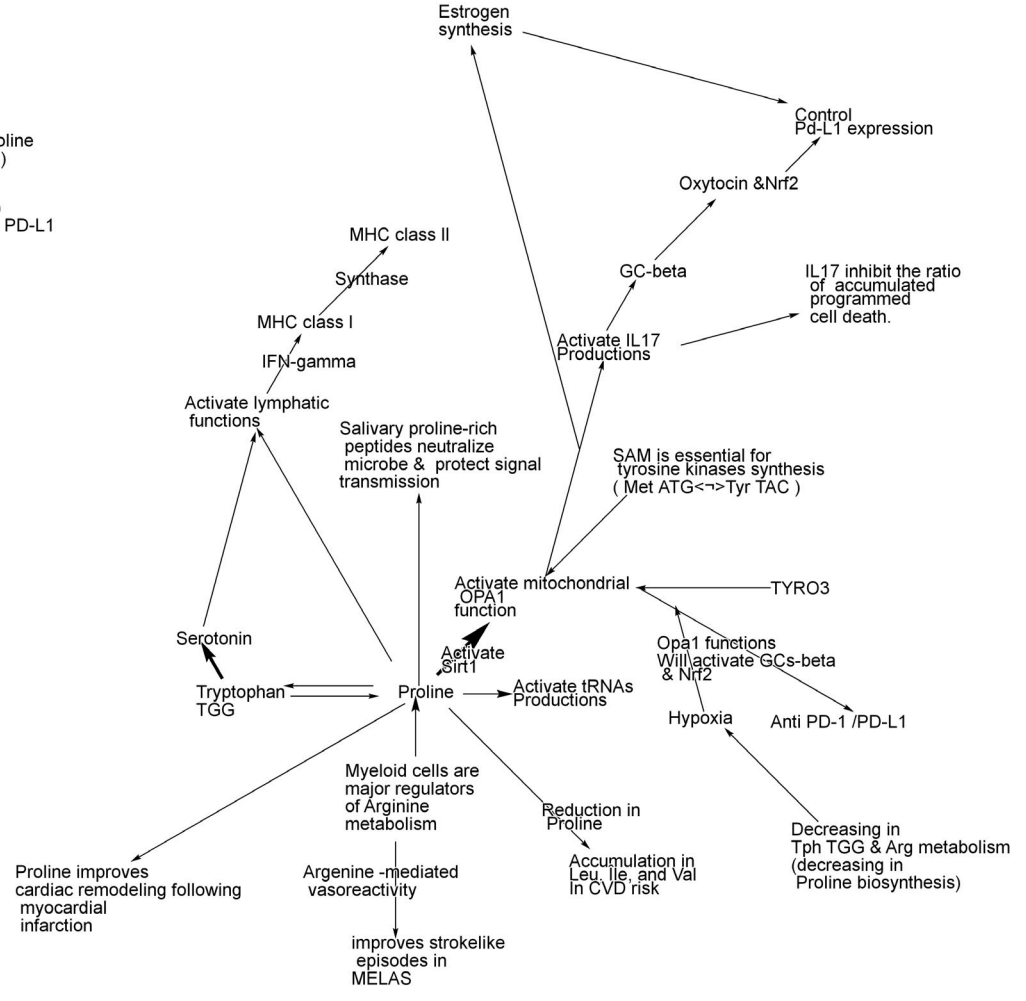 Estrogen
synthesis
Control
Pd-L1 expression
oline
)
Oxytocin &Nrf2
PD-L1
MHC class II
GC-beta
IL17 inhibit the ratio
of accumulated
programmed
cell death.
Synthase
MHC class I
Activate IL17
Productions
IFN-gamma
Activate lymphatic
functions
Salivary proline-rich
peptides neutralize
microbe & protect signal
transmission
SAM is essential for
tyrosine kinases synthesis
( Met ATG<¬>Tyr TAC )
Activate mitochondrial
OPA1
function
TYRO3
Serotonin
Activate
Sirt1
Opa1 functions
Will activate GCs-beta
& Nrf2
Tryptophan
TGG
Proline
Activate tRNAs
Productions
Hypoxia
Anti PD-1 /PD-L1
Myeloid cells are
major regulators
of Arginine
metabolism
Reduction in
Proline
Decreasing in
Tph TGG & Arg metabolism
(decreasing in
Proline biosynthesis)
Proline improves
cardiac remodeling following
myocardial
infarction
Argenine -mediated
vasoreactivity
Accumulation in
Leu, Ile, and Val
In CVD risk
improves strokelike
episodes in
MELAS